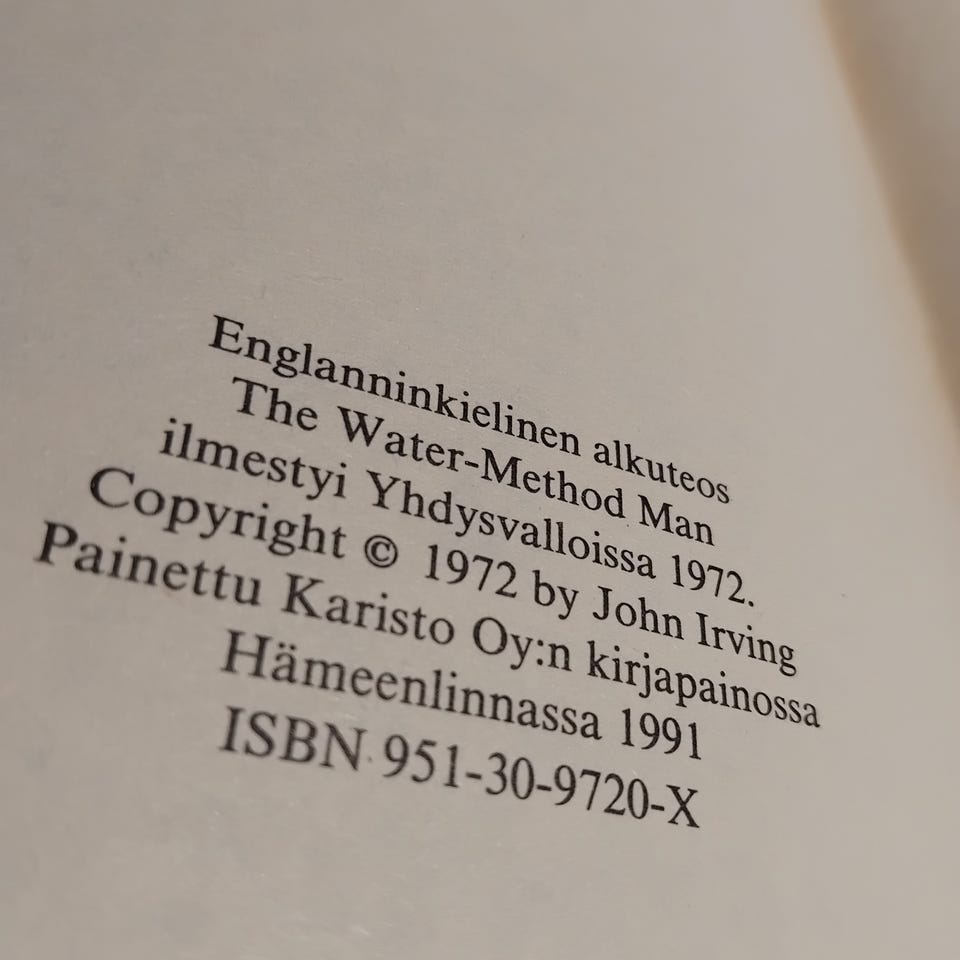 Englanninkielinen alkuteos
The Water-Method Man
ilmestyi Yhdysvalloissa 1972.
Copyright © 1972 by John Irving
Painettu Karisto Oy:n kirjapainossa
Hämeenlinnassa 1991
ISBN 951-30-9720-X